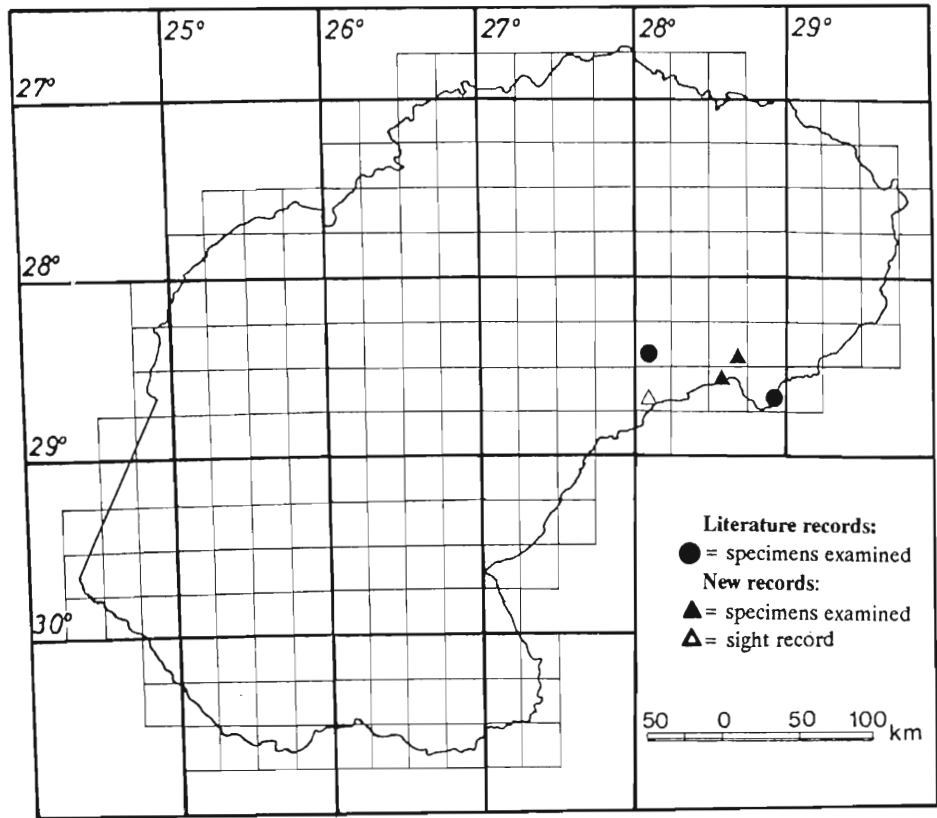 25° 26° 27° 28° 29°
27°
28°
29°
30°
Literature records:
● = specimens examined
New records:
▲ = specimens examined
△ = sight record
50 0 50 100 km